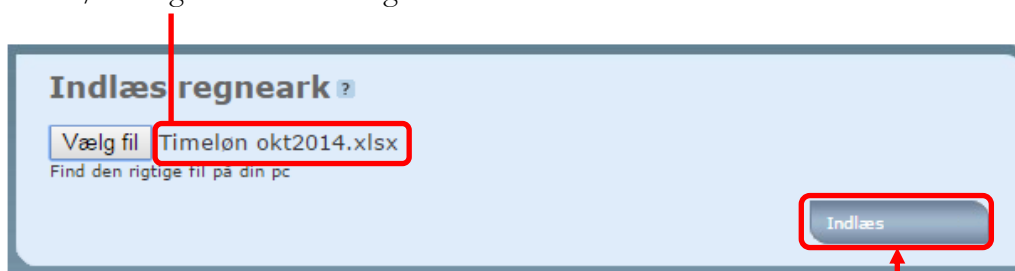 Indlæs regneark ?
Vælg fil Timeløn okt2014.xlsx
Find den rigtige fil på din pc
Indlæs